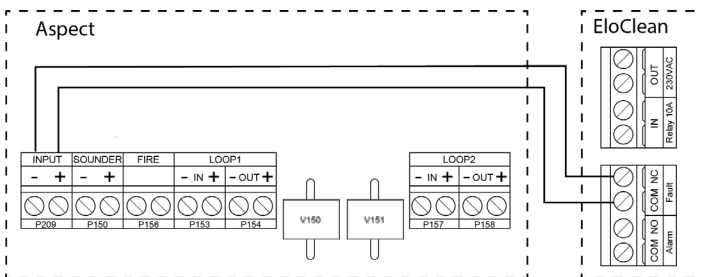 Aspect
EloClean
OUT
230VAC
IN
Relay 10A
INPUT SOUNDER FIRE LOOP1 LOOP2
- + - + - IN + - OUT + - IN + - OUT +
V150 V151
P209 P150 P156 P153 P154 P157 P158
COM NC
Fault
COM NO
Alarm